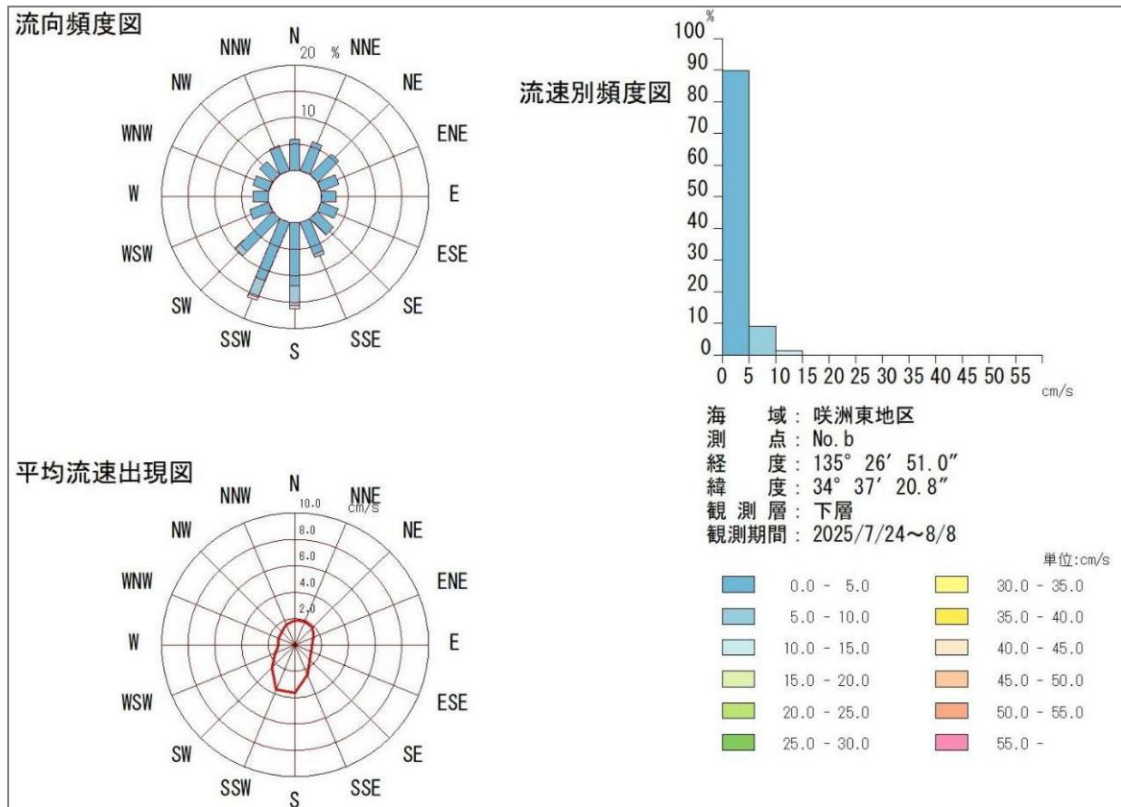 流向頻度図
N
20 %
NNW
NNE
NW
NE
10
WNW
ENE
W
E
WSW
ESE
SW
SE
SSW
SSE
S
流速別頻度図
%
100
90
80
70
60
50
40
30
20
10
0
0 5 10 15 20 25 30 35 40 45 50 55
cm/s
海 域 : 咲洲東地区
測 点 : No.b
経 度 : 135° 26′ 51.0″
緯 度 : 34° 37′ 20.8″
観 測 層 : 下層
観測期間 : 2025/7/24~8/8
平均流速出現図
N
NNW
NNE
10.0
cm/s
NW
NE
8.0
6.0
WNW
ENE
4.0
2.0
W
E
WSW
ESE
SW
SE
SSW
SSE
S
単位:cm/s
0.0 - 5.0
30.0 - 35.0
5.0 - 10.0
35.0 - 40.0
10.0 - 15.0
40.0 - 45.0
15.0 - 20.0
45.0 - 50.0
20.0 - 25.0
50.0 - 55.0
25.0 - 30.0
55.0 -